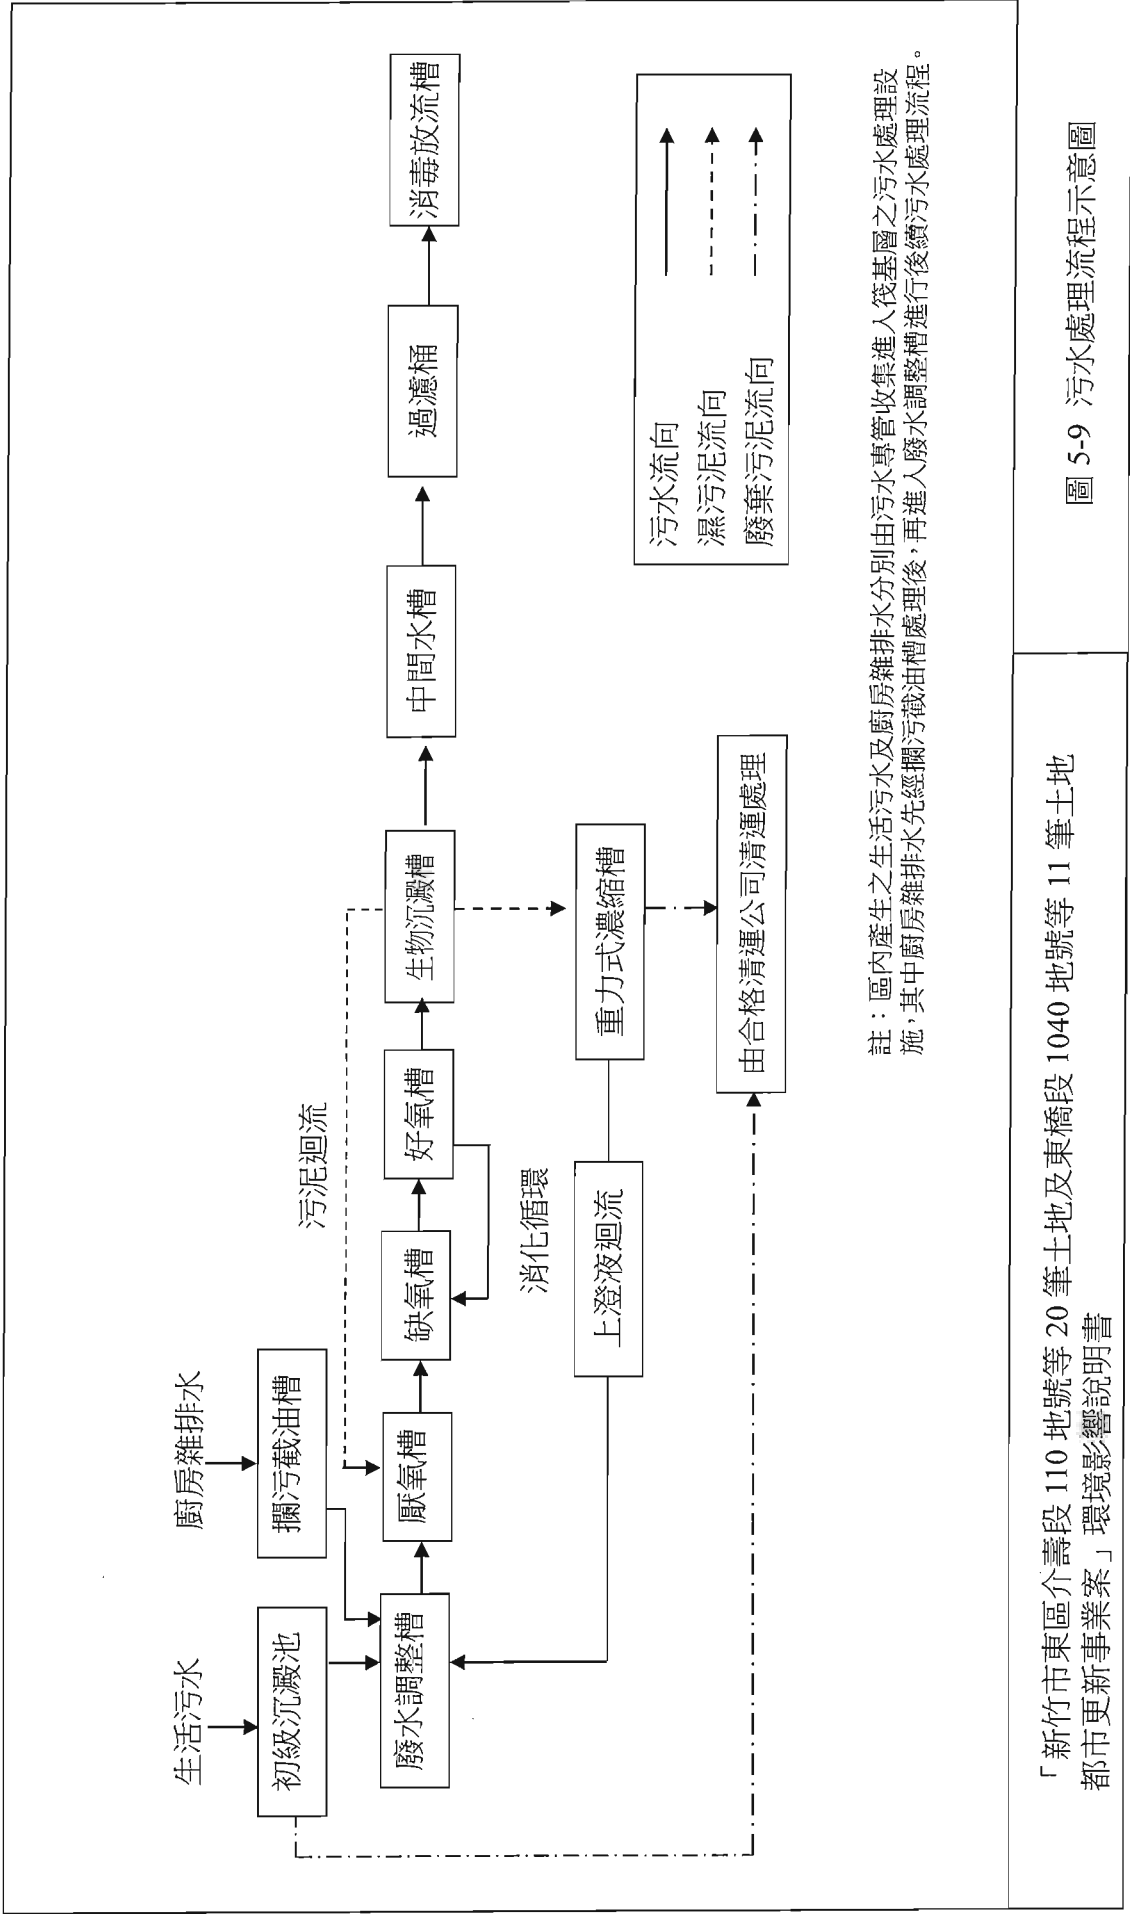 生活污水
廚房雜排水
初級沉澱池
攔污截油槽
污泥迴流
廢水調整槽
厭氧槽
缺氧槽
好氧槽
生物沉澱槽
中間水槽
過濾桶
消毒放流槽
消化循環
上澄液迴流
重力式濃縮槽
由合格清運公司清運處理
污水流向
濕污泥流向
廢棄污泥流向
註：區內產生之生活污水及廚房雜排水分別由污水專管收集進入筏基層之污水處理設
施，其中廚房雜排水先經攔污截油槽處理後，再進入廢水調整槽進行後續污水處理流程。
「新竹市東區介壽段 110 地號等 20 筆土地及東橋段 1040 地號等 11 筆土地
都市更新事業案」環境影響說明書
圖 5-9 污水處理流程示意圖